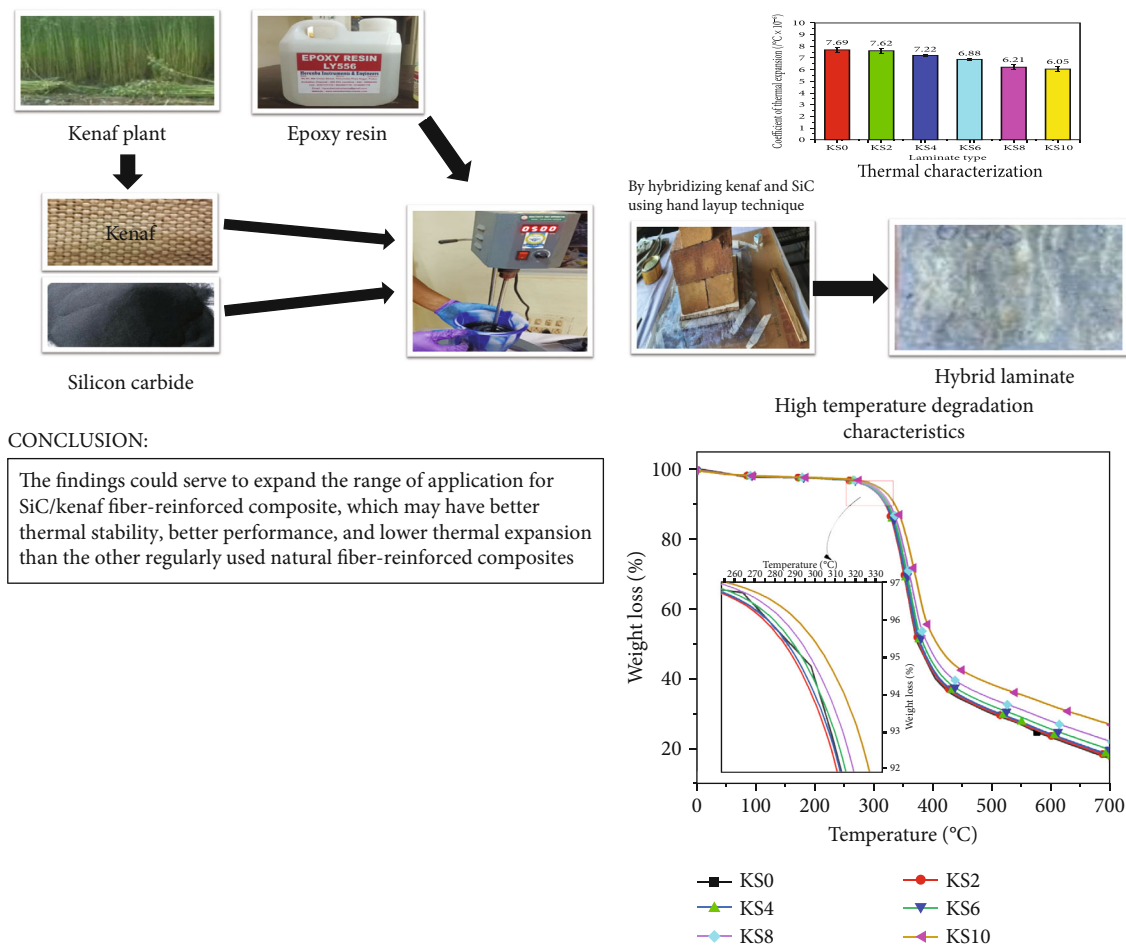 EPOXY RESIN
LY556
Kenaf plant
Epoxy resin
Kenaf
Silicon carbide
0500
Coefficient of thermal expansion (/°C × 10⁻⁶)
10
9
8
7
6
5
4
3
2
1
0
7.69
7.62
7.22
6.88
6.21
6.05
KS0
KS2
KS4
KS6
KS8
KS10
Laminate type
Thermal characterization
By hybridizing kenaf and SiC
using hand layup technique
Hybrid laminate
High temperature degradation
characteristics
CONCLUSION:
The findings could serve to expand the range of application for
SiC/kenaf fiber-reinforced composite, which may have better
thermal stability, better performance, and lower thermal expansion
than the other regularly used natural fiber-reinforced composites
Weight loss (%)
100
80
60
40
20
0
100
200
300
400
500
600
700
Temperature (°C)
Temperature (°C)
260
270
280
290
300
310
320
330
97
96
95
94
93
92
Weight loss (%)
KS0
KS2
KS4
KS6
KS8
KS10